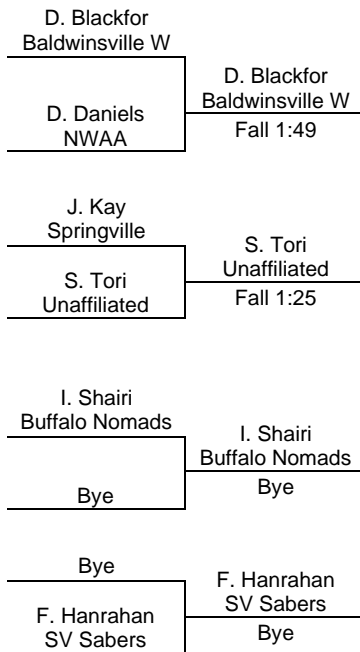 D. Blackfor
Baldwinsville W
D. Daniels
NWAA
D. Blackfor
Baldwinsville W
Fall 1:49
J. Kay
Springville
S. Tori
Unaffiliated
S. Tori
Unaffiliated
Fall 1:25
I. Shairi
Buffalo Nomads
Bye
I. Shairi
Buffalo Nomads
Bye
Bye
F. Hanrahan
SV Sabers
F. Hanrahan
SV Sabers
Bye